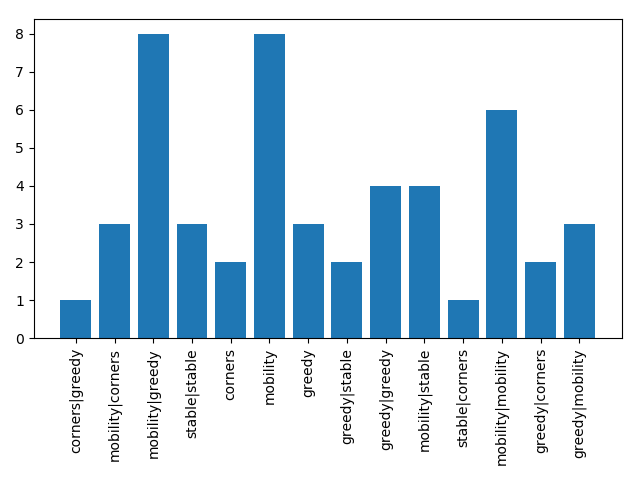 8
7
6
5
4
3
2
1
0
corners|greedy
mobility|corners
mobility|greedy
stable|stable
corners
mobility
greedy
greedy|stable
greedy|greedy
mobility|stable
stable|corners
mobility|mobility
greedy|corners
greedy|mobility